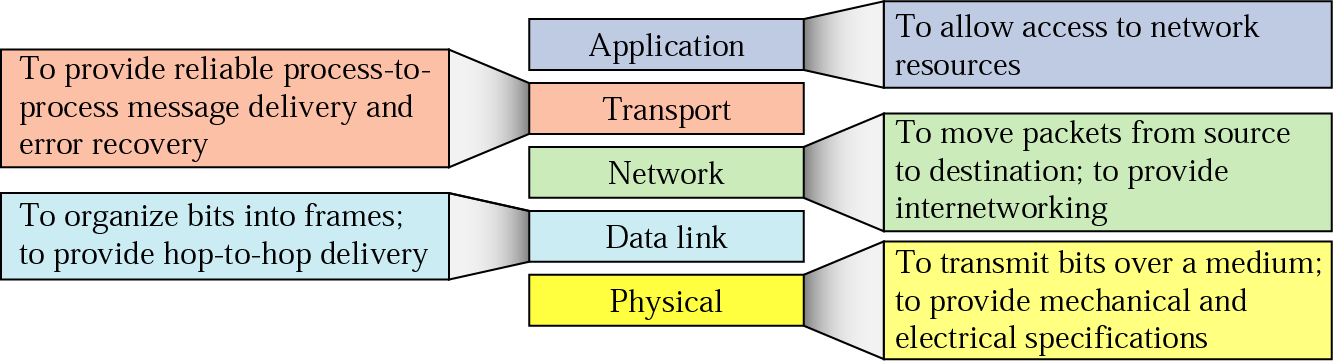 Application
To allow access to network
resources
To provide reliable process-to-
process message delivery and
error recovery
Transport
Network
To move packets from source
to destination; to provide
internetworking
To organize bits into frames;
to provide hop-to-hop delivery
Data link
Physical
To transmit bits over a medium;
to provide mechanical and
electrical specifications